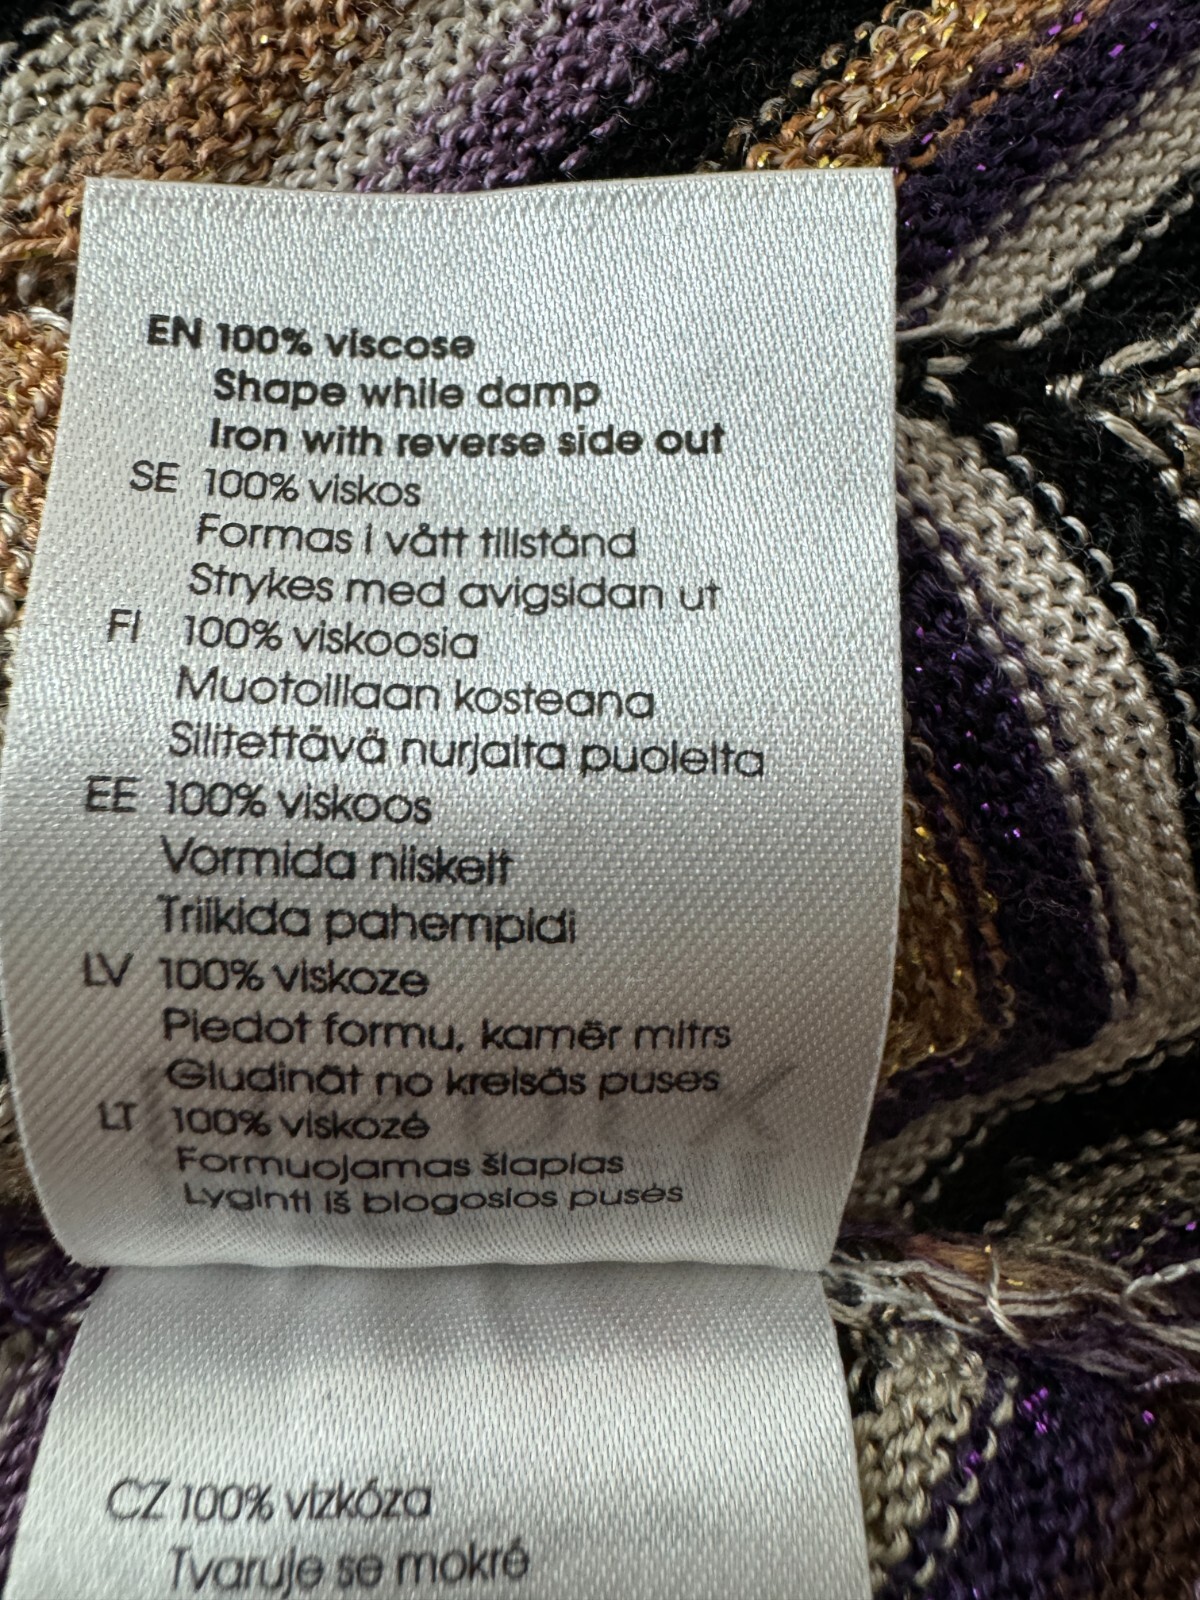 EN 100% viscose
Shape while damp
Iron with reverse side out
SE 100% viskos
Formas i vått tillstånd
Strykes med avigsidan ut
FI 100% viskoosia
Muotoillaan kosteana
Silitettävä nurjalta puolelta
EE 100% viskoos
Vormida niiskelt
Triikida pahempidi
LV 100% viskoze
Piedot formu, kamēr mitrs
Gludināt no kreisās puses
LT 100% viskozė
Formuojamas šlapias
Lyginti iš blogosios pusės
CZ 100% vizkóza
Tvaruje se mokré